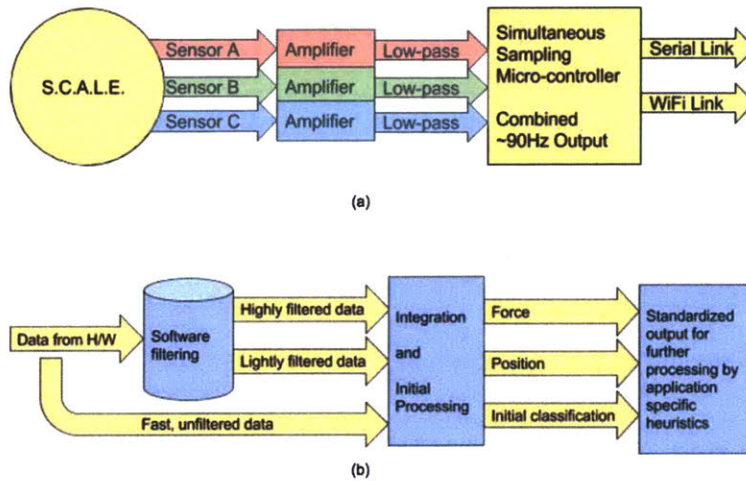 S.C.A.L.E.
Sensor A
Amplifier
Low-pass
Sensor B
Amplifier
Low-pass
Sensor C
Amplifier
Low-pass
Simultaneous
Sampling
Micro-controller
Combined
~90Hz Output
Serial Link
WiFi Link
(a)
Data from H/W
Software
filtering
Highly filtered data
Lightly filtered data
Fast, unfiltered data
Integration
and
Initial
Processing
Force
Position
Initial classification
Standardized
output for
further
processing by
application
specific
heuristics
(b)